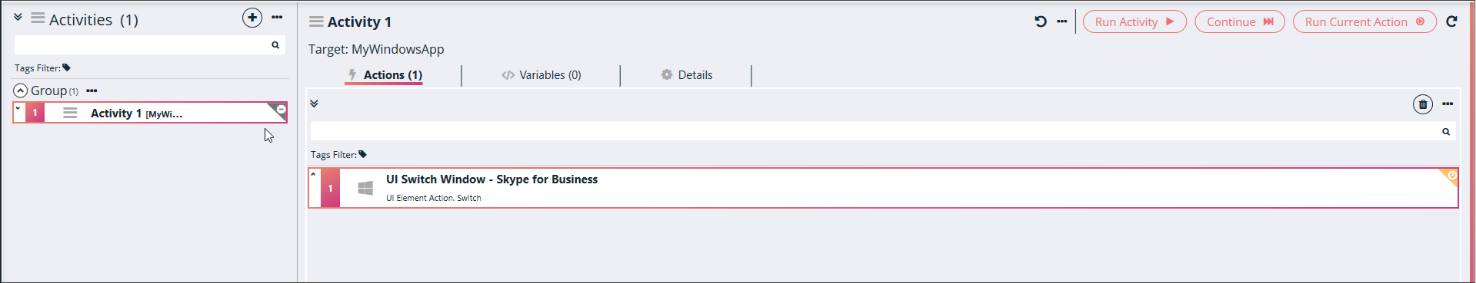 Activities (1)
Tags Filter:
Group (1)
1 Activity 1 [MyWi...
Activity 1
Run Activity
Continue
Run Current Action
Target: MyWindowsApp
Actions (1)
Variables (0)
Details
Tags Filter:
1
UI Switch Window - Skype for Business
UI Element Action. Switch